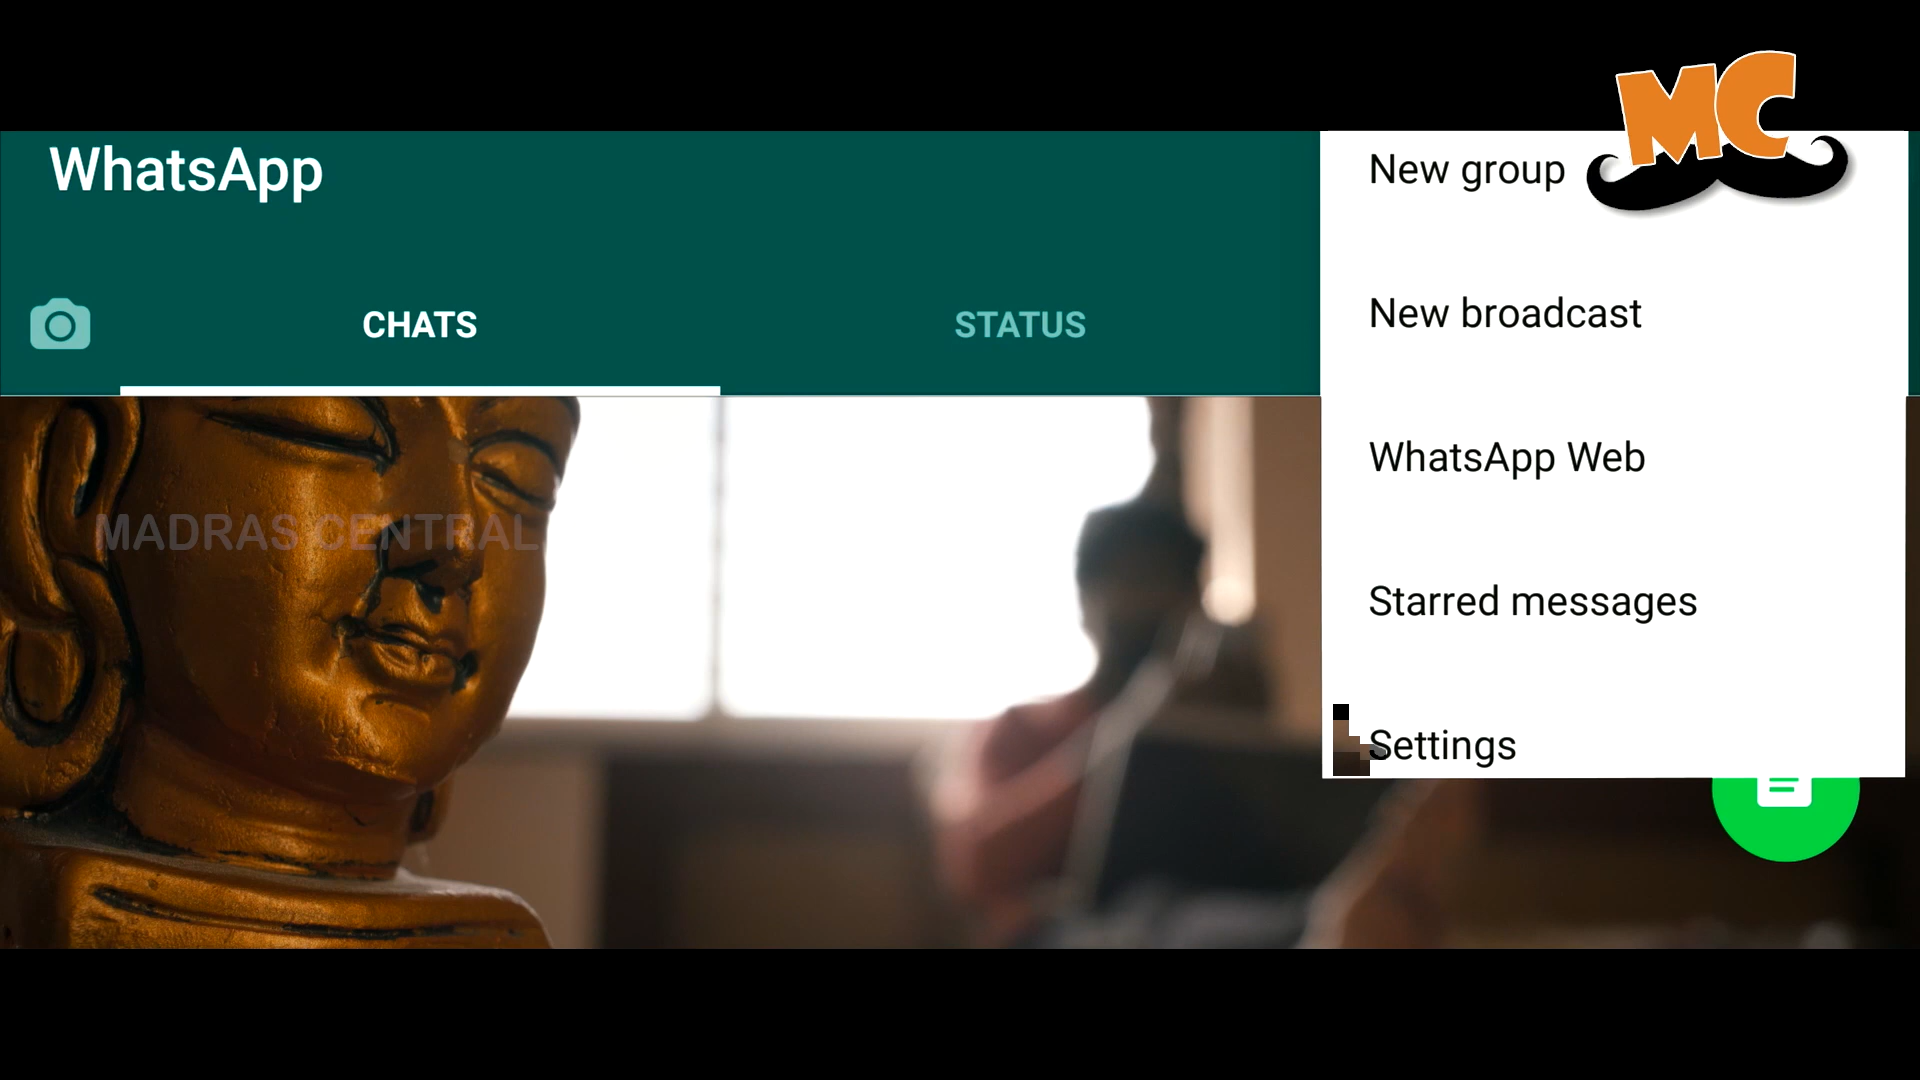 MC
WhatsApp
CHATS
STATUS
New group
New broadcast
WhatsApp Web
Starred messages
Settings
MADRAS CENTRAL